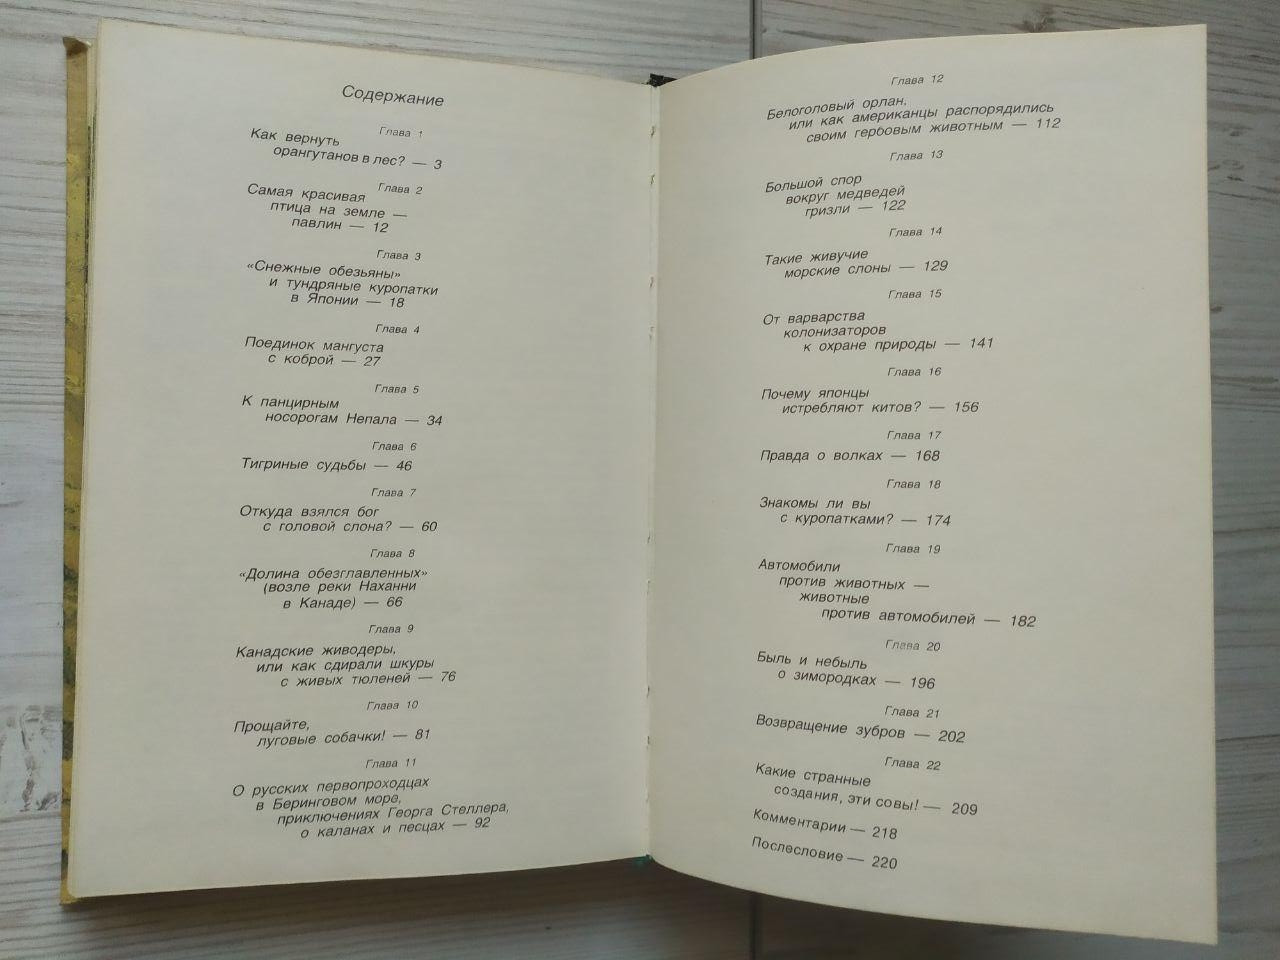 Содержание
Глава 1
Как вернуть
орангутанов в лес? — 3
Глава 2
Самая красивая
птица на земле —
павлин — 12
Глава 3
«Снежные обезьяны»
и тундряные куропатки
в Японии — 18
Глава 4
Поединок мангуста
с коброй — 27
Глава 5
К панцирным
носорогам Непала — 34
Глава 6
Тигриные судьбы — 46
Глава 7
Откуда взялся бог
с головой слона? — 60
Глава 8
«Долина обезглавленных»
(возле реки Наханни
в Канаде) — 66
Глава 9
Канадские живодеры,
или как сдирали шкуры
с живых тюленей — 76
Глава 10
Прощайте,
луговые собачки! — 81
Глава 11
О русских первопроходцах
в Беринговом море,
приключениях Георга Стеллера,
о каланах и песцах — 92
Глава 12
Белоголовый орлан,
или как американцы распорядились
своим гербовым животным — 112
Глава 13
Большой спор
вокруг медведей
гризли — 122
Глава 14
Такие живучие
морские слоны — 129
Глава 15
От варварства
колонизаторов
к охране природы — 141
Глава 16
Почему японцы
истребляют китов? — 156
Глава 17
Правда о волках — 168
Глава 18
Знакомы ли вы
с куропатками? — 174
Глава 19
Автомобили
против животных —
животные
против автомобилей — 182
Глава 20
Быль и небыль
о зимородках — 196
Глава 21
Возвращение зубров — 202
Глава 22
Какие странные
создания, эти совы! — 209
Комментарии — 218
Послесловие — 220